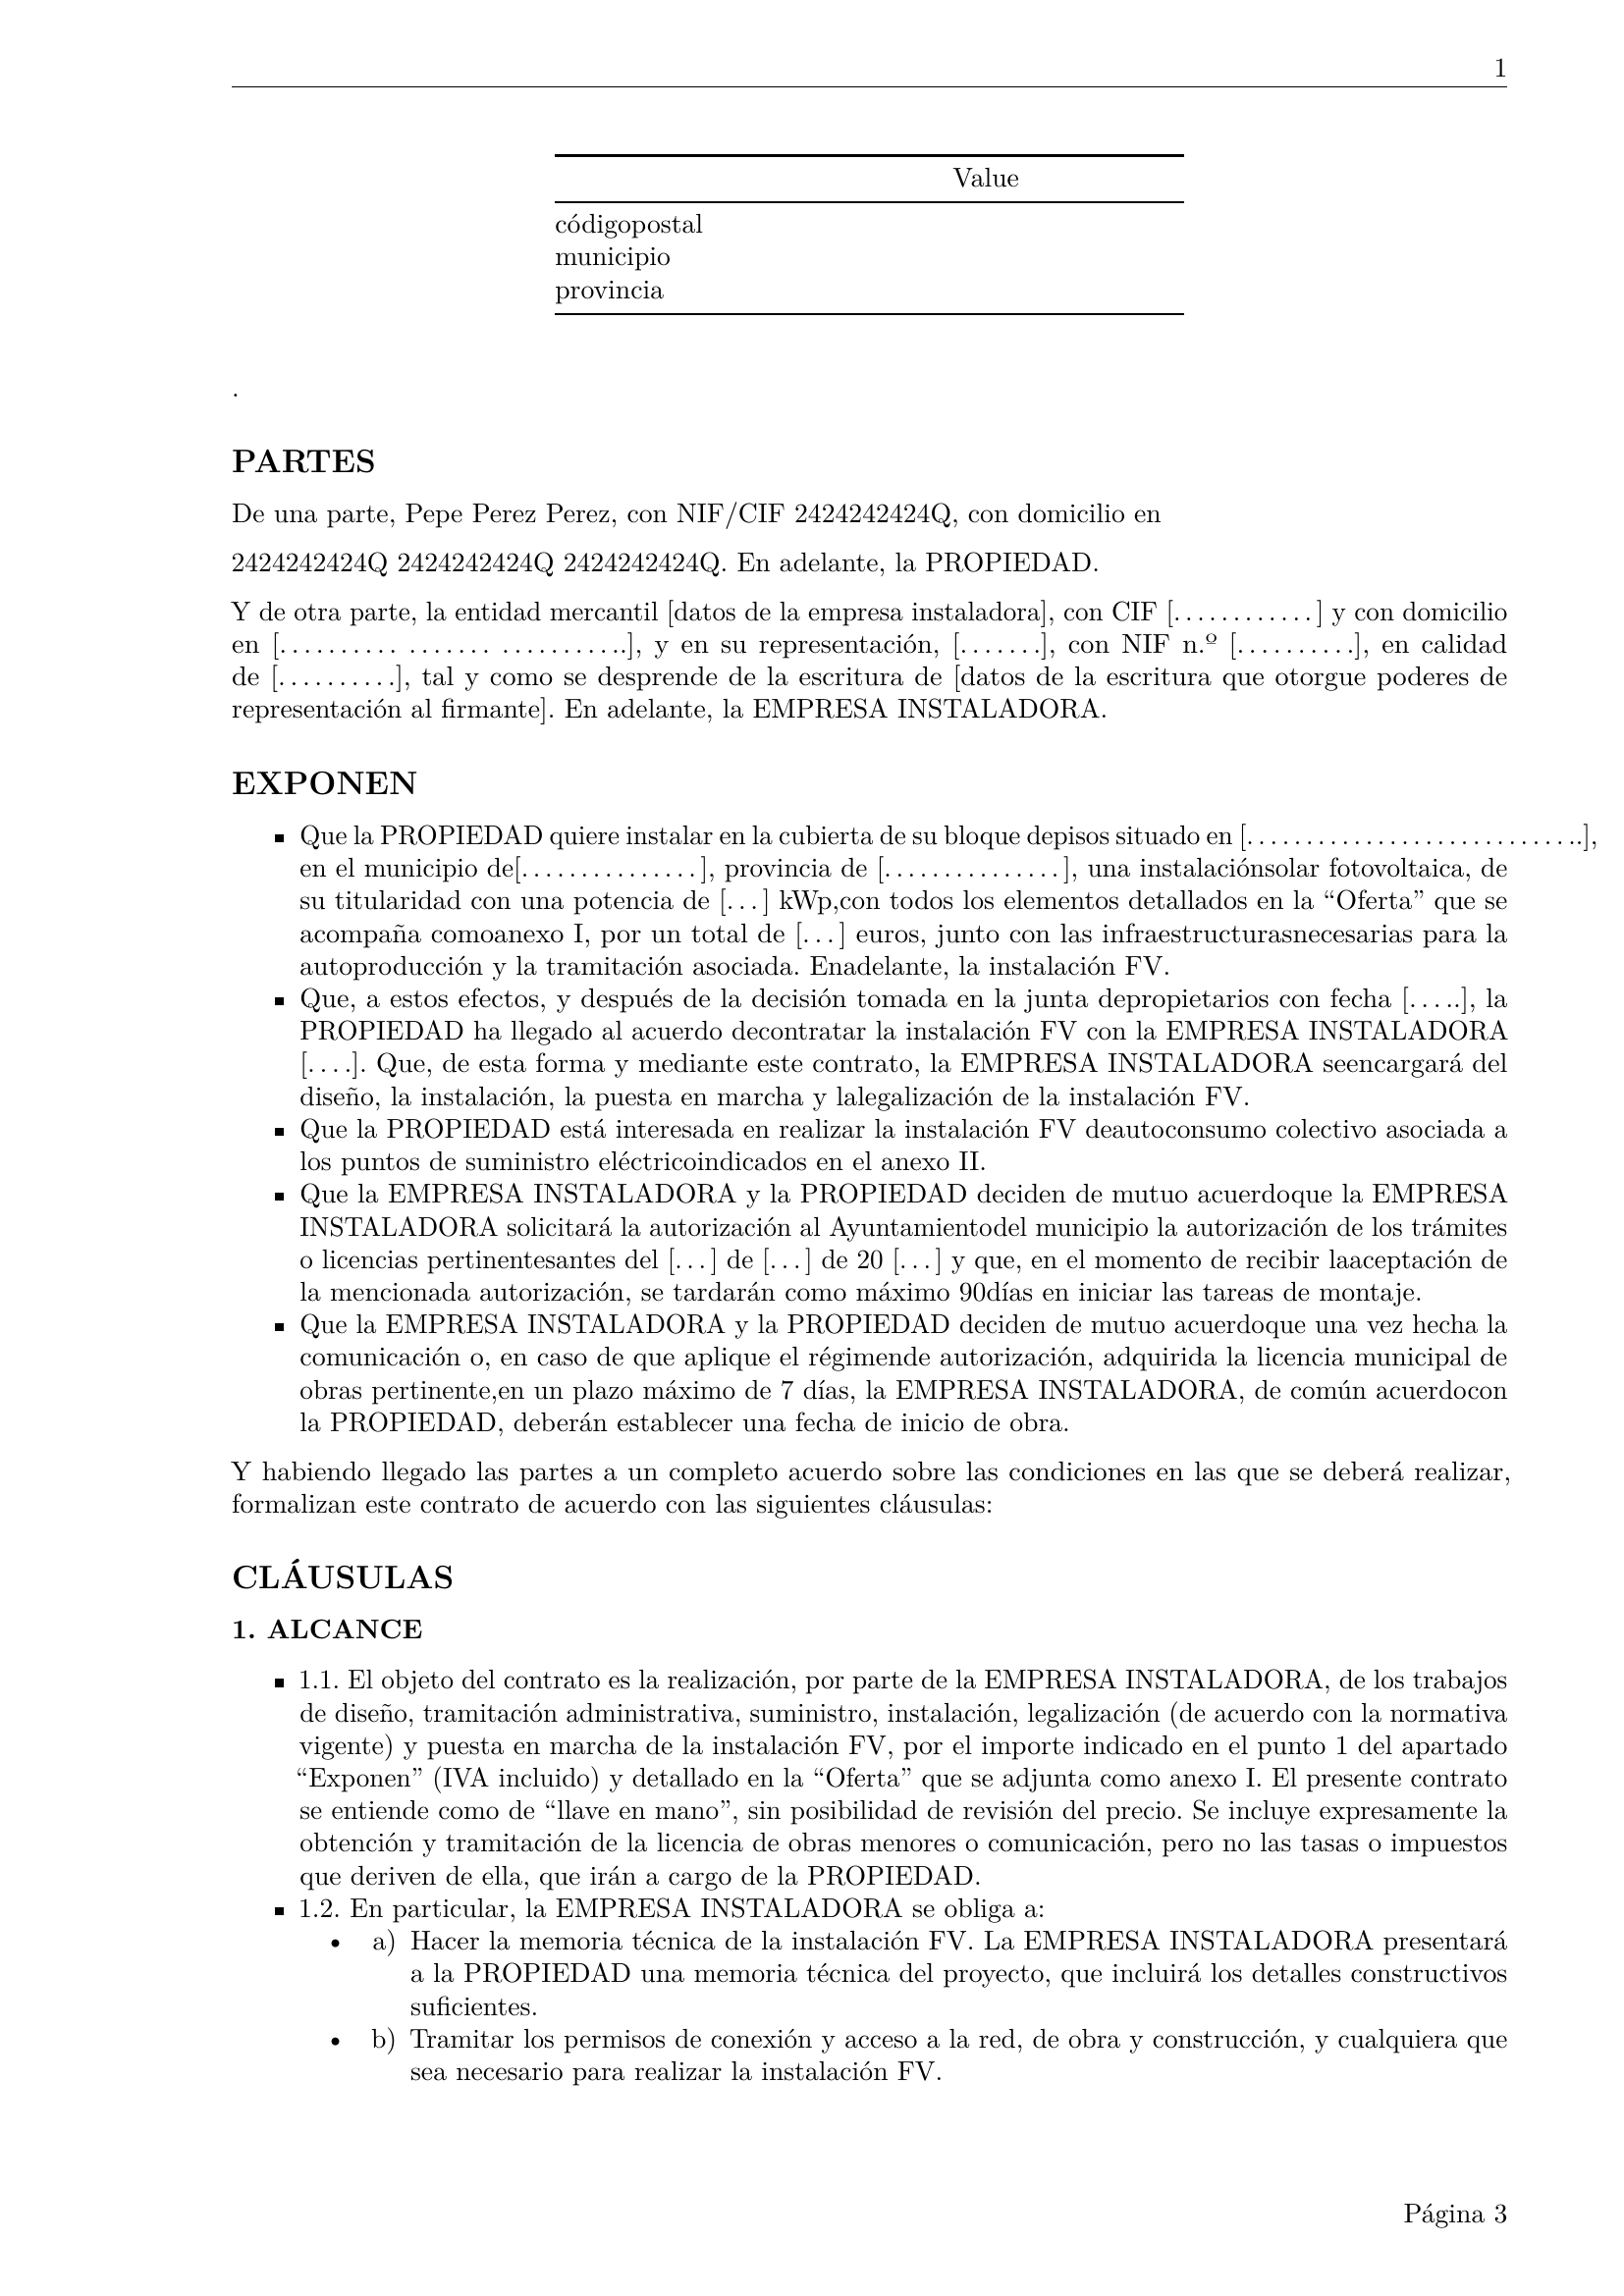 1
Value
códigopostal
municipio
provincia
.
PARTES
De una parte, Pepe Perez Perez, con NIF/CIF 2424242424Q, con domicilio en
2424242424Q 2424242424Q 2424242424Q. En adelante, la PROPIEDAD.
Y de otra parte, la entidad mercantil [datos de la empresa instaladora], con CIF […………] y con domicilio
en [………. ……. ………..], y en su representación, […….], con NIF n.º [……….], en calidad
de [……….], tal y como se desprende de la escritura de [datos de la escritura que otorgue poderes de
representación al firmante]. En adelante, la EMPRESA INSTALADORA.
EXPONEN
▪ Que la PROPIEDAD quiere instalar en la cubierta de su bloque depisos situado en [………………………..],
en el municipio de[……………], provincia de [……………], una instalaciónsolar fotovoltaica, de
su titularidad con una potencia de […] kWp,con todos los elementos detallados en la “Oferta” que se
acompaña comoanexo I, por un total de […] euros, junto con las infraestructurasnecesarias para la
autoproducción y la tramitación asociada. Enadelante, la instalación FV.
▪ Que, a estos efectos, y después de la decisión tomada en la junta depropietarios con fecha […..], la
PROPIEDAD ha llegado al acuerdo decontratar la instalación FV con la EMPRESA INSTALADORA
[….]. Que, de esta forma y mediante este contrato, la EMPRESA INSTALADORA seencargará del
diseño, la instalación, la puesta en marcha y lalegalización de la instalación FV.
▪ Que la PROPIEDAD está interesada en realizar la instalación FV deautoconsumo colectivo asociada a
los puntos de suministro eléctricoindicados en el anexo II.
▪ Que la EMPRESA INSTALADORA y la PROPIEDAD deciden de mutuo acuerdoque la EMPRESA
INSTALADORA solicitará la autorización al Ayuntamientodel municipio la autorización de los trámites
o licencias pertinentesantes del […] de […] de 20 […] y que, en el momento de recibir laaceptación de
la mencionada autorización, se tardarán como máximo 90días en iniciar las tareas de montaje.
▪ Que la EMPRESA INSTALADORA y la PROPIEDAD deciden de mutuo acuerdoque una vez hecha la
comunicación o, en caso de que aplique el régimende autorización, adquirida la licencia municipal de
obras pertinente,en un plazo máximo de 7 días, la EMPRESA INSTALADORA, de común acuerdocon
la PROPIEDAD, deberán establecer una fecha de inicio de obra.
Y habiendo llegado las partes a un completo acuerdo sobre las condiciones en las que se deberá realizar,
formalizan este contrato de acuerdo con las siguientes cláusulas:
CLÁUSULAS
1. ALCANCE
▪ 1.1. El objeto del contrato es la realización, por parte de la EMPRESA INSTALADORA, de los trabajos
de diseño, tramitación administrativa, suministro, instalación, legalización (de acuerdo con la normativa
vigente) y puesta en marcha de la instalación FV, por el importe indicado en el punto 1 del apartado
“Exponen” (IVA incluido) y detallado en la “Oferta” que se adjunta como anexo I. El presente contrato
se entiende como de “llave en mano”, sin posibilidad de revisión del precio. Se incluye expresamente la
obtención y tramitación de la licencia de obras menores o comunicación, pero no las tasas o impuestos
que deriven de ella, que irán a cargo de la PROPIEDAD.
▪ 1.2. En particular, la EMPRESA INSTALADORA se obliga a:
• a) Hacer la memoria técnica de la instalación FV. La EMPRESA INSTALADORA presentará
a la PROPIEDAD una memoria técnica del proyecto, que incluirá los detalles constructivos
suficientes.
• b) Tramitar los permisos de conexión y acceso a la red, de obra y construcción, y cualquiera que
sea necesario para realizar la instalación FV.
Página 3